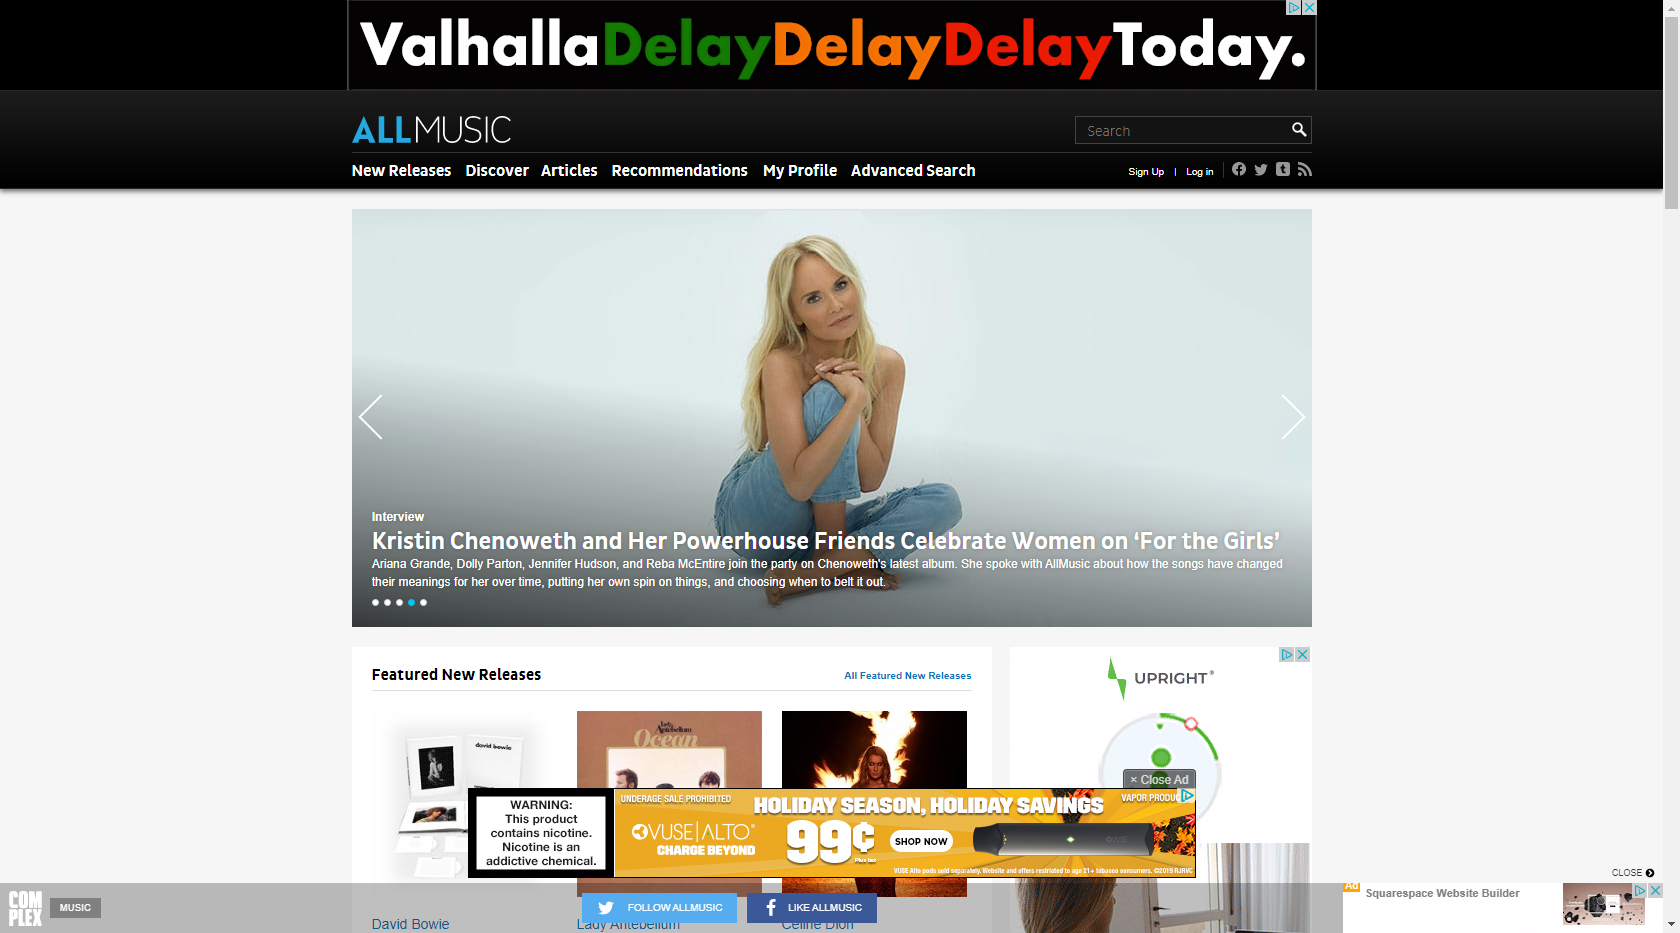 ValhallaDelayDelayDelayToday.
ALLMUSIC
Search
New Releases Discover Articles Recommendations My Profile Advanced Search
Sign Up | Log in
Interview
Kristin Chenoweth and Her Powerhouse Friends Celebrate Women on ‘For the Girls’
Ariana Grande, Dolly Parton, Jennifer Hudson, and Reba McEntire join the party on Chenoweth's latest album. She spoke with AllMusic about how the songs have changed
their meanings for her over time, putting her own spin on things, and choosing when to belt it out.
Featured New Releases
All Featured New Releases
UPRIGHT
david bowie
lady Antebellum
Ocean
× Close Ad
WARNING:
This product
contains nicotine.
Nicotine is an
addictive chemical.
UNDERAGE SALE PROHIBITED
HOLIDAY SEASON, HOLIDAY SAVINGS
VAPOR PRODUC
VUSE|ALTO
CHARGE BEYOND
99¢
Plus tax
SHOP NOW
VUSE Alto pods sold separately. Website and offers restricted to age 21+ tobacco consumers. ©2019 RJRVC
CLOSE
COMPLEX
MUSIC
FOLLOW ALLMUSIC
LIKE ALLMUSIC
Ad
Squarespace Website Builder
David Bowie
Lady Antebellum
Celine Dion